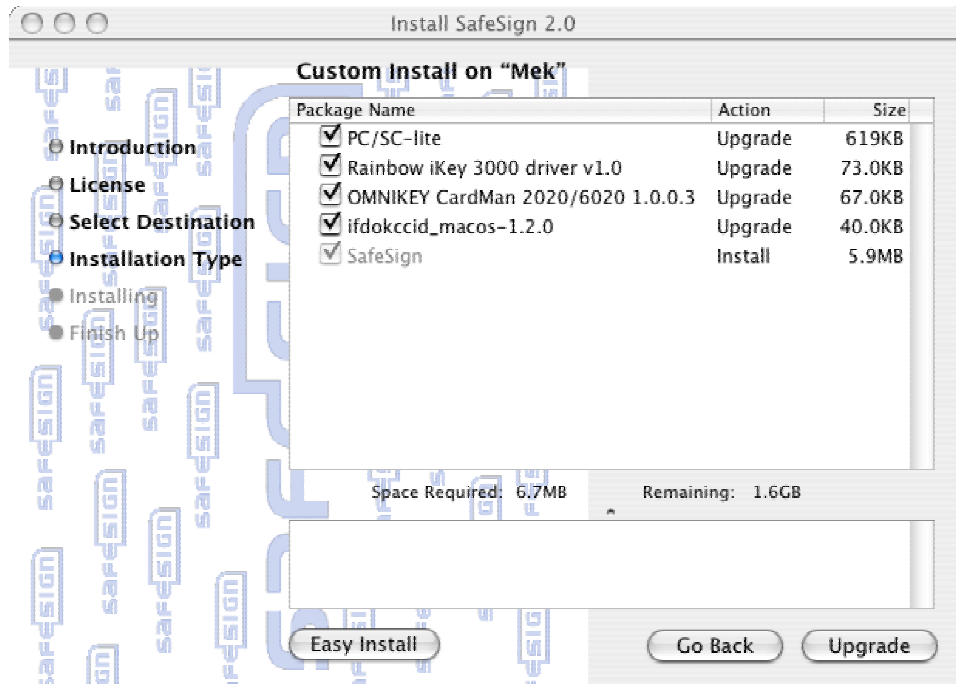 Install SafeSign 2.0
Custom Install on “Mek”
Introduction
License
Select Destination
Installation Type
Installing
Finish Up
Package Name Action Size
PC/SC-lite Upgrade 619KB
Rainbow iKey 3000 driver v1.0 Upgrade 73.0KB
OMNIKEY CardMan 2020/6020 1.0.0.3 Upgrade 67.0KB
ifdokccid_macos-1.2.0 Upgrade 40.0KB
SafeSign Install 5.9MB
Space Required: 6.7MB Remaining: 1.6GB
Easy Install Go Back Upgrade